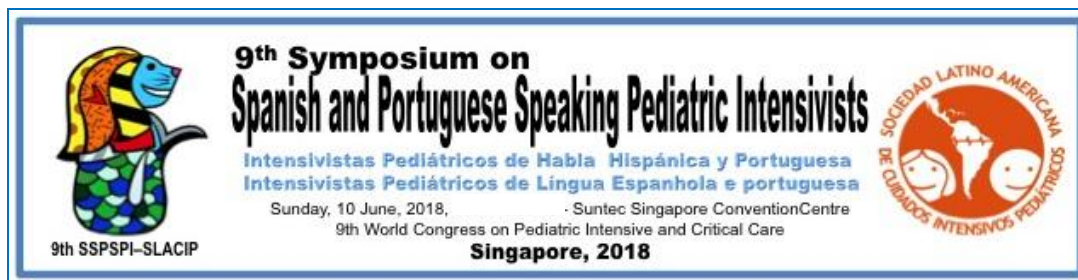 9th Symposium on
Spanish and Portuguese Speaking Pediatric Intensivists
Intensivistas Pediátricos de Habla Hispánica y Portuguesa
Intensivistas Pediátricos de Língua Espanhola e portuguesa
Sunday, 10 June, 2018, - Suntec Singapore ConventionCentre
9th World Congress on Pediatric Intensive and Critical Care
Singapore, 2018
9th SSPSPI–SLACIP
SOCIEDAD LATINO AMERICANA
DE CUIDADOS INTENSIVOS PEDIÁTRICOS